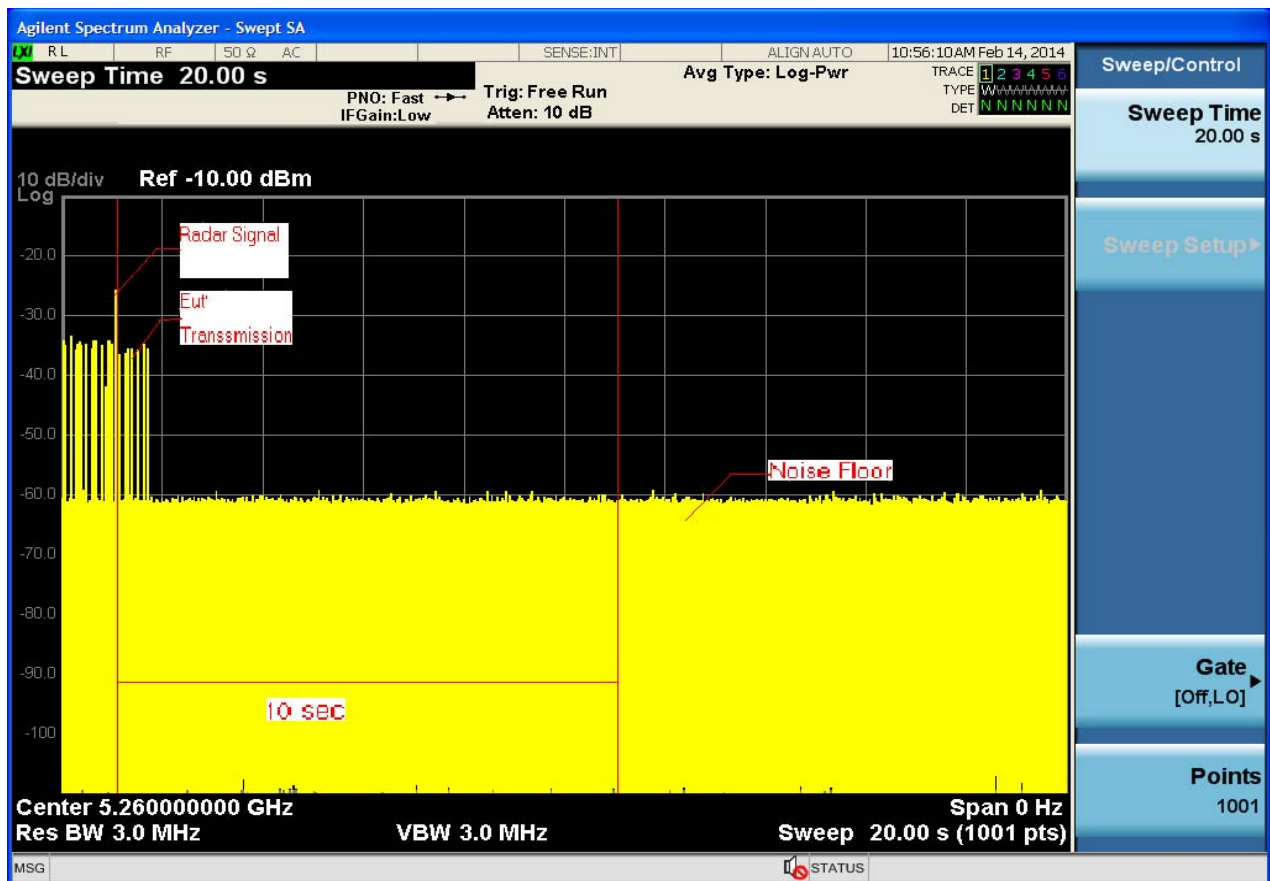 Agilent Spectrum Analyzer - Swept SA
LXI RL RF 50 Ω AC SENSE:INT ALIGN AUTO 10:56:10 AM Feb 14, 2014
Sweep Time 20.00 s
PNO: Fast
IFGain:Low
Trig: Free Run
Atten: 10 dB
Avg Type: Log-Pwr
TRACE 1 2 3 4 5 6
TYPE WWWWWW
DET N N N N N N
10 dB/div Ref -10.00 dBm
Log
-20.0
-30.0
-40.0
-50.0
-60.0
-70.0
-80.0
-90.0
-100
Radar Signal
Eut'
Transsmission
Noise Floor
10 sec
Center 5.260000000 GHz Span 0 Hz
Res BW 3.0 MHz VBW 3.0 MHz Sweep 20.00 s (1001 pts)
MSG STATUS
Sweep/Control
Sweep Time
20.00 s
Sweep Setup
Gate
[Off,LO]
Points
1001